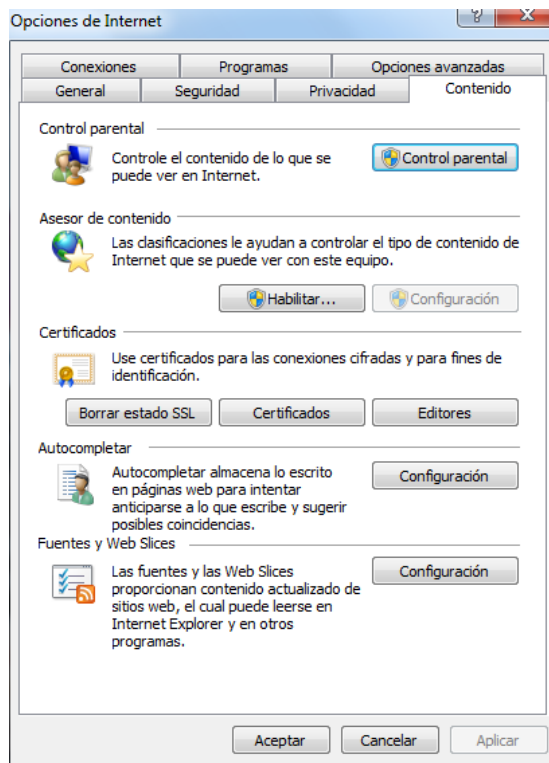 Opciones de Internet
Conexiones Programas Opciones avanzadas
General Seguridad Privacidad Contenido
Control parental
Controle el contenido de lo que se
puede ver en Internet.
Control parental
Asesor de contenido
Las clasificaciones le ayudan a controlar el tipo de contenido de
Internet que se puede ver con este equipo.
Habilitar... Configuración
Certificados
Use certificados para las conexiones cifradas y para fines de
identificación.
Borrar estado SSL Certificados Editores
Autocompletar
Autocompletar almacena lo escrito
en páginas web para intentar
anticiparse a lo que escribe y sugerir
posibles coincidencias.
Configuración
Fuentes y Web Slices
Las fuentes y las Web Slices
proporcionan contenido actualizado de
sitios web, el cual puede leerse en
Internet Explorer y en otros
programas.
Configuración
Aceptar Cancelar Aplicar